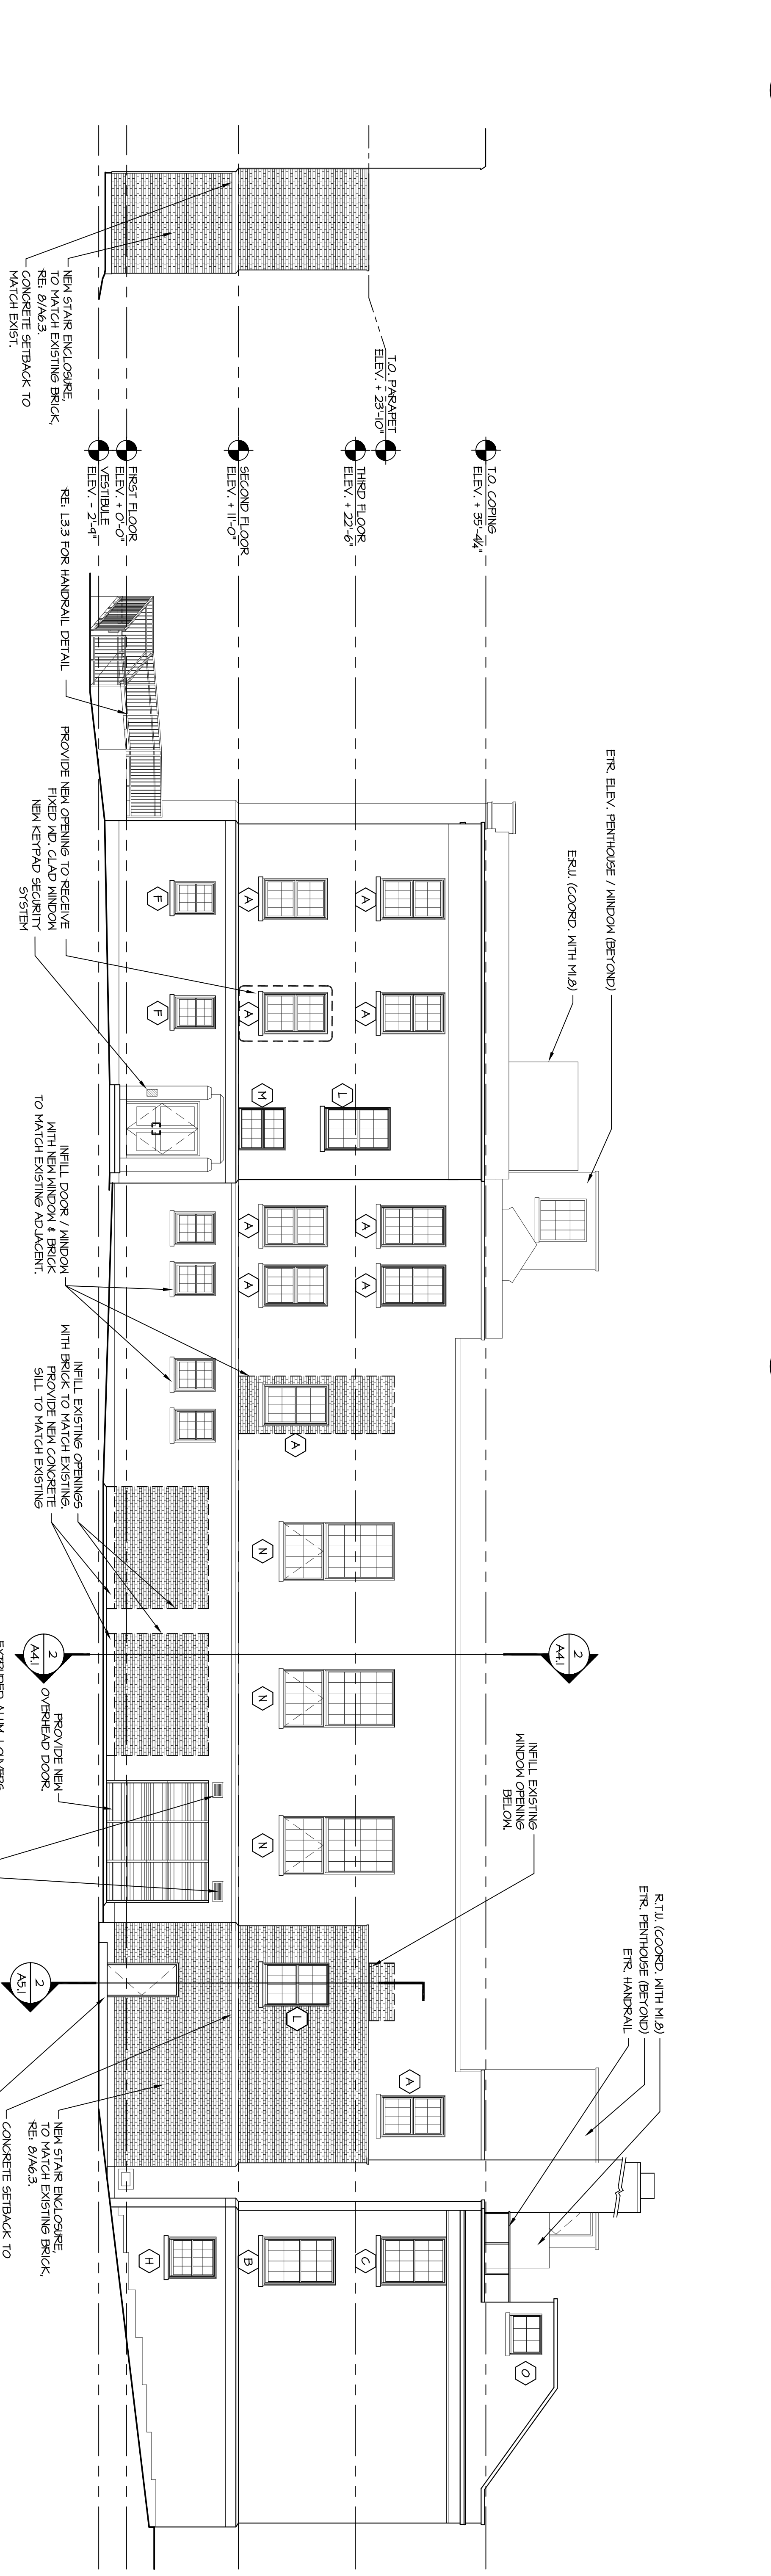 NEW STAIR ENCLOSURE,
TO MATCH EXISTING BRICK,
RE: 8/A6.3.
CONCRETE SETBACK TO
MATCH EXIST.
T.O. PARAPET
ELEV. + 23'-10"
T.O. COPING
ELEV. + 35'-4¼"
THIRD FLOOR
ELEV. + 22'-6"
SECOND FLOOR
ELEV. + 11'-0"
FIRST FLOOR
ELEV. + 0'-0"
VESTIBULE
ELEV. - 2'-9"
RE: L3.3 FOR HANDRAIL DETAIL
ETR. ELEV. PENTHOUSE / WINDOW (BEYOND)
E.R.U. (COORD. WITH M1.8)
PROVIDE NEW OPENING TO RECEIVE
FIXED WD. CLAD WINDOW
NEW KEYPAD SECURITY
SYSTEM
A
A
F
A
A
F
L
M
A
A
A
A
A
INFILL DOOR / WINDOW
WITH NEW WINDOW & BRICK
TO MATCH EXISTING ADJACENT.
INFILL EXISTING OPENINGS
WITH BRICK TO MATCH EXISTING.
PROVIDE NEW CONCRETE
SILL TO MATCH EXISTING
N
N
N
2
A4.1
2
A4.1
PROVIDE NEW
OVERHEAD DOOR.
INFILL EXISTING
WINDOW OPENING
BELOW.
L
A
2
A5.1
R.T.U. (COORD. WITH M1.8)
ETR. PENTHOUSE (BEYOND)
ETR. HANDRAIL
NEW STAIR ENCLOSURE,
TO MATCH EXISTING BRICK,
RE: 8/A6.3.
CONCRETE SETBACK TO
C
B
H
O